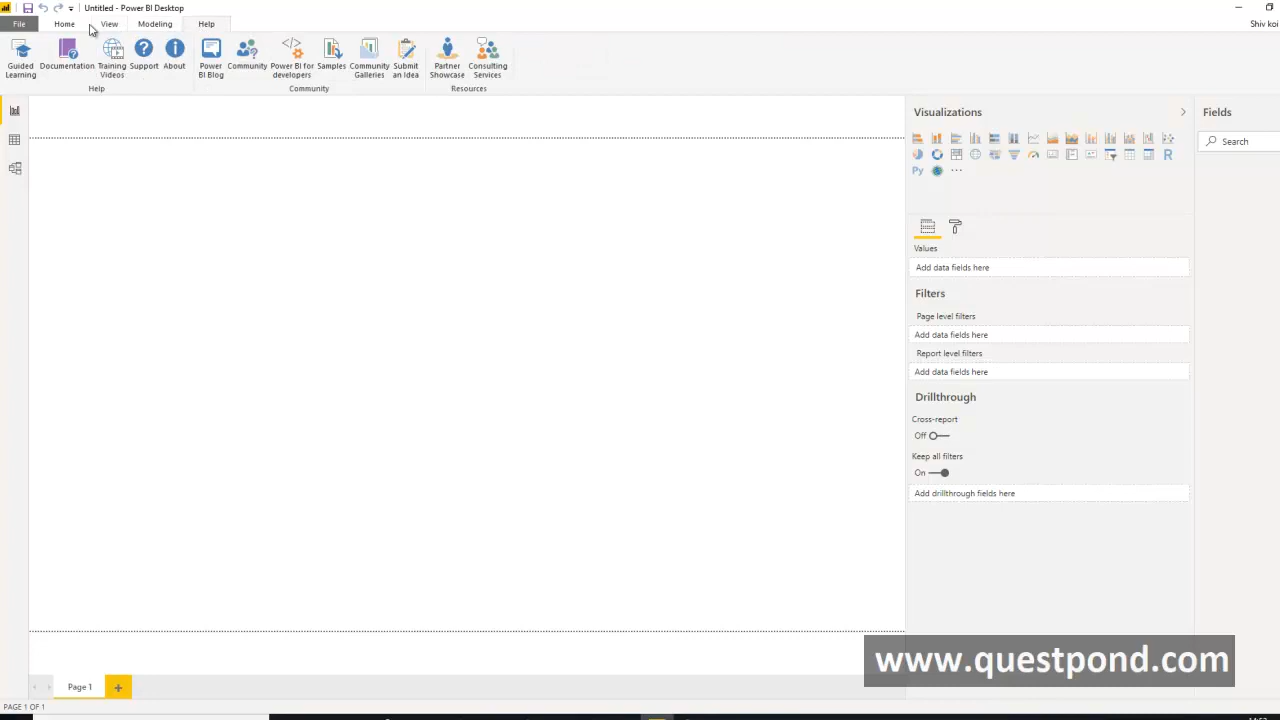 Untitled - Power BI Desktop
File Home View Modeling Help
Shiv koi
Guided Learning
Documentation
Training Videos
Support
About
Power BI Blog
Community
Power BI for developers
Samples
Community Galleries
Submit an Idea
Partner Showcase
Consulting Services
Help
Community
Resources
Visualizations
Fields
Search
R
Py
Values
Add data fields here
Filters
Page level filters
Add data fields here
Report level filters
Add data fields here
Drillthrough
Cross-report
Off
Keep all filters
On
Add drillthrough fields here
www.questpond.com
Page 1
PAGE 1 OF 1